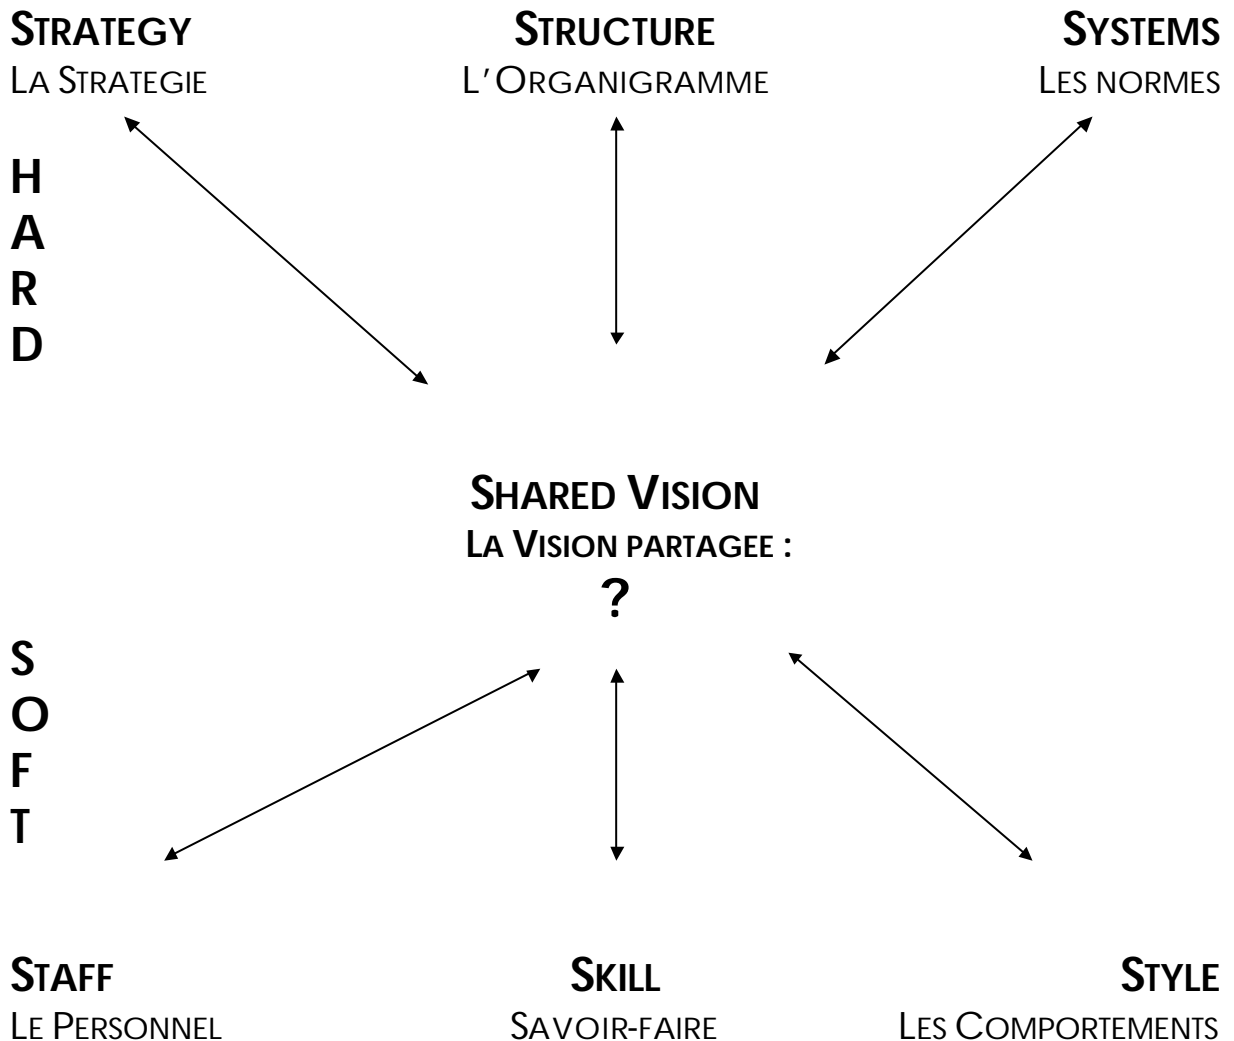 STRATEGY STRUCTURE SYSTEMS
LA STRATEGIE L'ORGANIGRAMME LES NORMES
H
A
R
D
SHARED VISION
LA VISION PARTAGEE :
?
S
O
F
T
STAFF SKILL STYLE
LE PERSONNEL SAVOIR-FAIRE LES COMPORTEMENTS